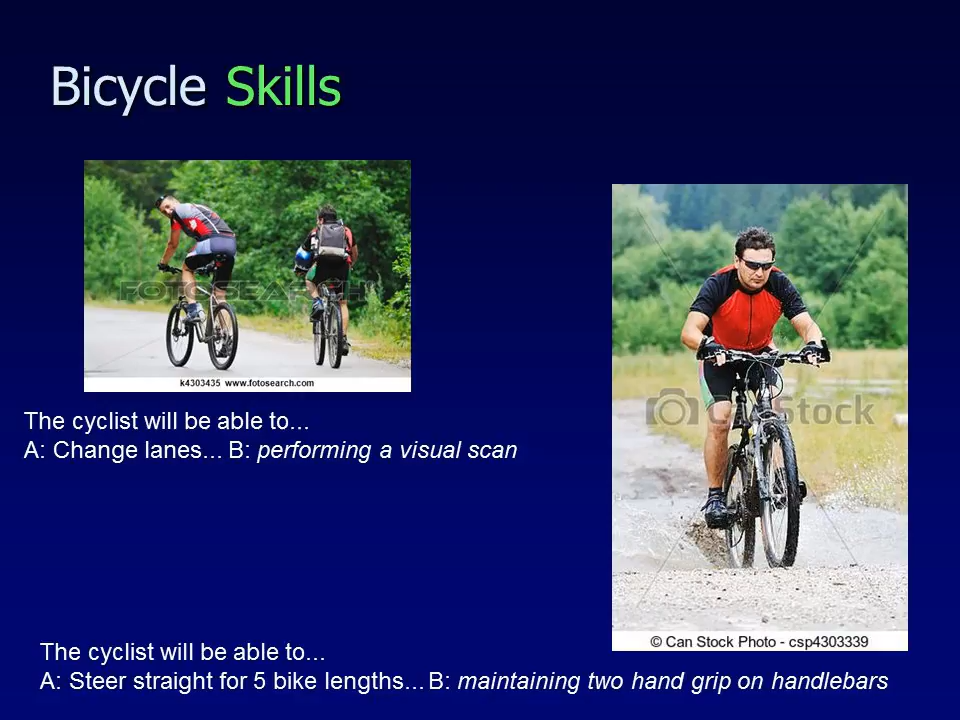 Bicycle Skills
FOTOSEARCH
k4303435 www.fotosearch.com
The cyclist will be able to...
A: Change lanes... B: performing a visual scan
CanStock
© Can Stock Photo - csp4303339
The cyclist will be able to...
A: Steer straight for 5 bike lengths... B: maintaining two hand grip on handlebars